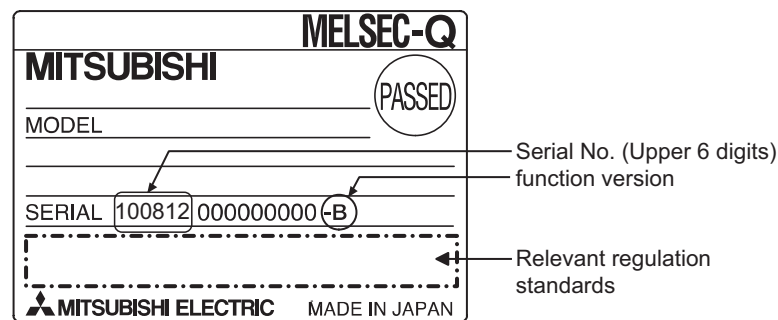 MELSEC-Q
MITSUBISHI
PASSED
MODEL
Serial No. (Upper 6 digits)
function version
SERIAL 100812 000000000 -B
Relevant regulation
standards
MITSUBISHI ELECTRIC MADE IN JAPAN